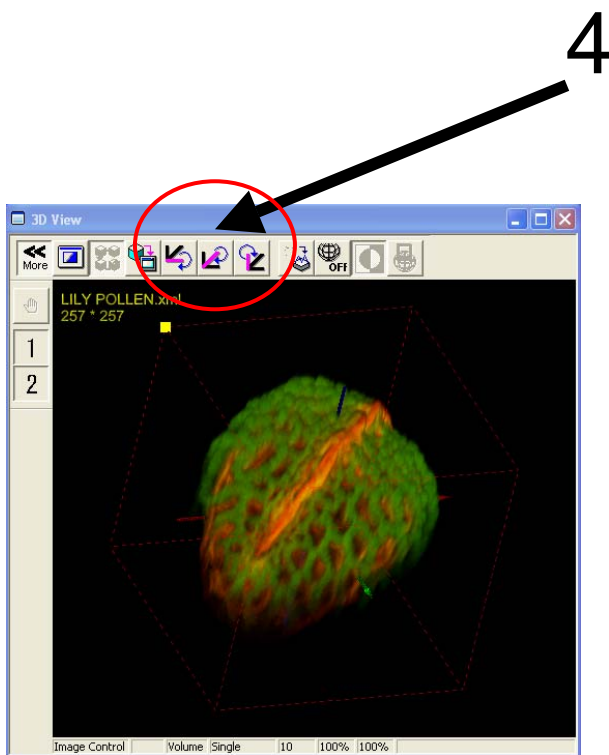 4
3D View
More
OFF
LILY POLLEN.xml
257 * 257
1
2
Image Control Volume Single 10 100% 100%